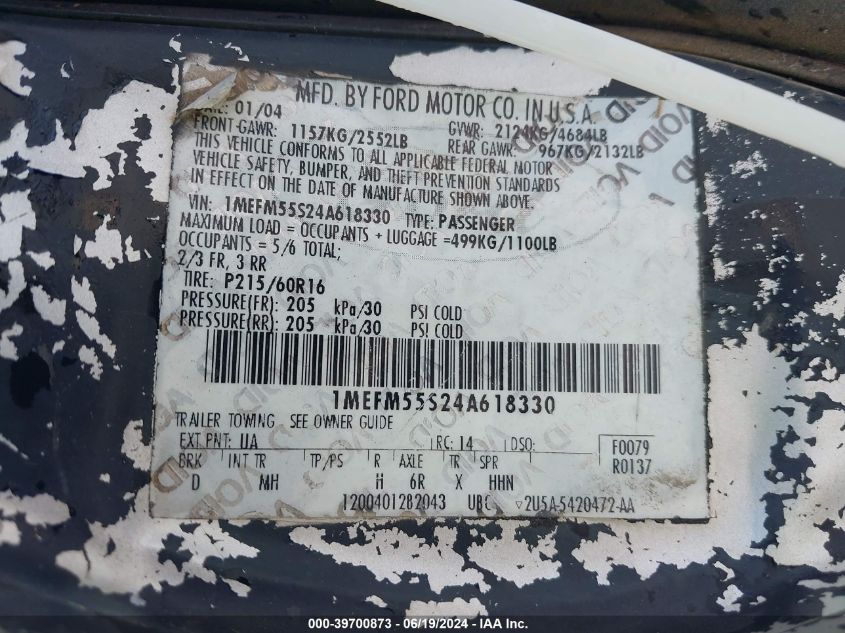 MFD. BY FORD MOTOR CO. IN U.S.A.
DATE: 01/04 GVWR: 2124KG/4684LB
FRONT GAWR: 1157KG/2552LB REAR GAWR: 967KG/2132LB
THIS VEHICLE CONFORMS TO ALL APPLICABLE FEDERAL MOTOR
VEHICLE SAFETY, BUMPER, AND THEFT PREVENTION STANDARDS
IN EFFECT ON THE DATE OF MANUFACTURE SHOWN ABOVE.
VIN: 1MEFM55S24A618330 TYPE: PASSENGER
MAXIMUM LOAD = OCCUPANTS + LUGGAGE =499KG/1100LB
OCCUPANTS = 5/6 TOTAL;
2/3 FR, 3 RR
TIRE: P215/60R16
PRESSURE(FR): 205 kPa/30 PSI COLD
PRESSURE(RR): 205 kPa/30 PSI COLD
1MEFM55S24A618330
TRAILER TOWING - SEE OWNER GUIDE
EXT PNT: UA RC: 14 DSO: F0079
BRK INT TR TP/PS R AXLE TR SPR R0137
D MH H 6R X HHN
1200401282043 UBC ▽2U5A-5420472-AA
000-39700873 - 06/19/2024 - IAA Inc.